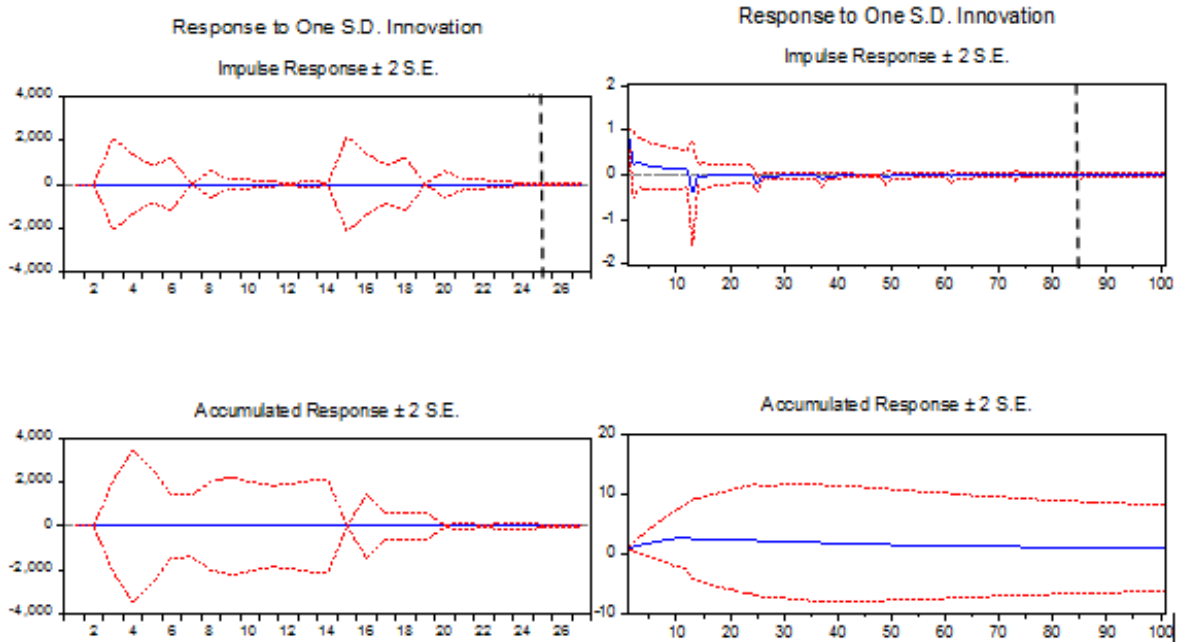 Response to One S.D. Innovation
Impulse Response ± 2 S.E.
4,000
2,000
0
-2,000
-4,000
2 4 6 8 10 12 14 16 18 20 22 24 26
Response to One S.D. Innovation
Impulse Response ± 2 S.E.
2
1
0
-1
-2
10 20 30 40 50 60 70 80 90 100
Accumulated Response ± 2 S.E.
4,000
2,000
0
-2,000
-4,000
2 4 6 8 10 12 14 16 18 20 22 24 26
Accumulated Response ± 2 S.E.
20
10
0
-10
10 20 30 40 50 60 70 80 90 100